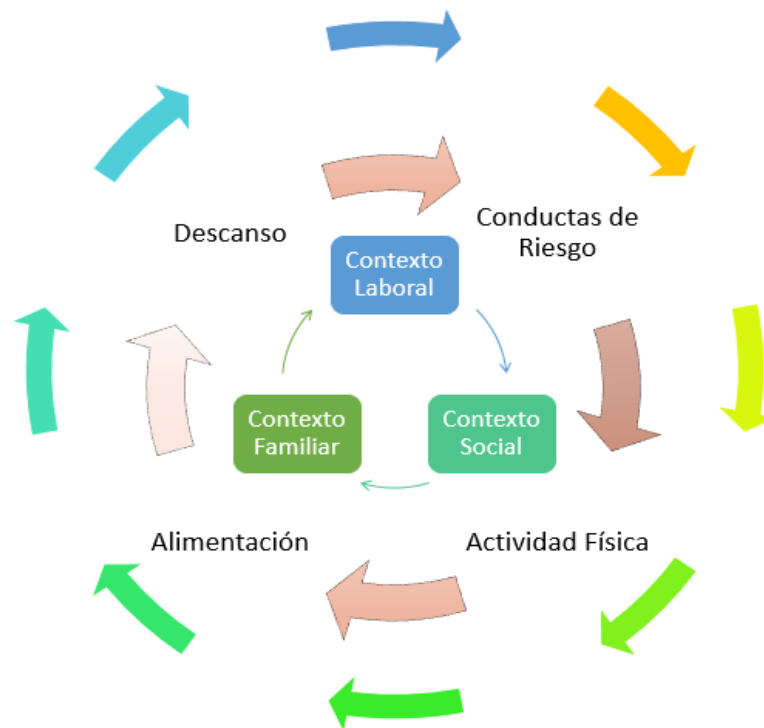 Descanso
Conductas de
Riesgo
Contexto
Laboral
Contexto
Familiar
Contexto
Social
Alimentación
Actividad Física